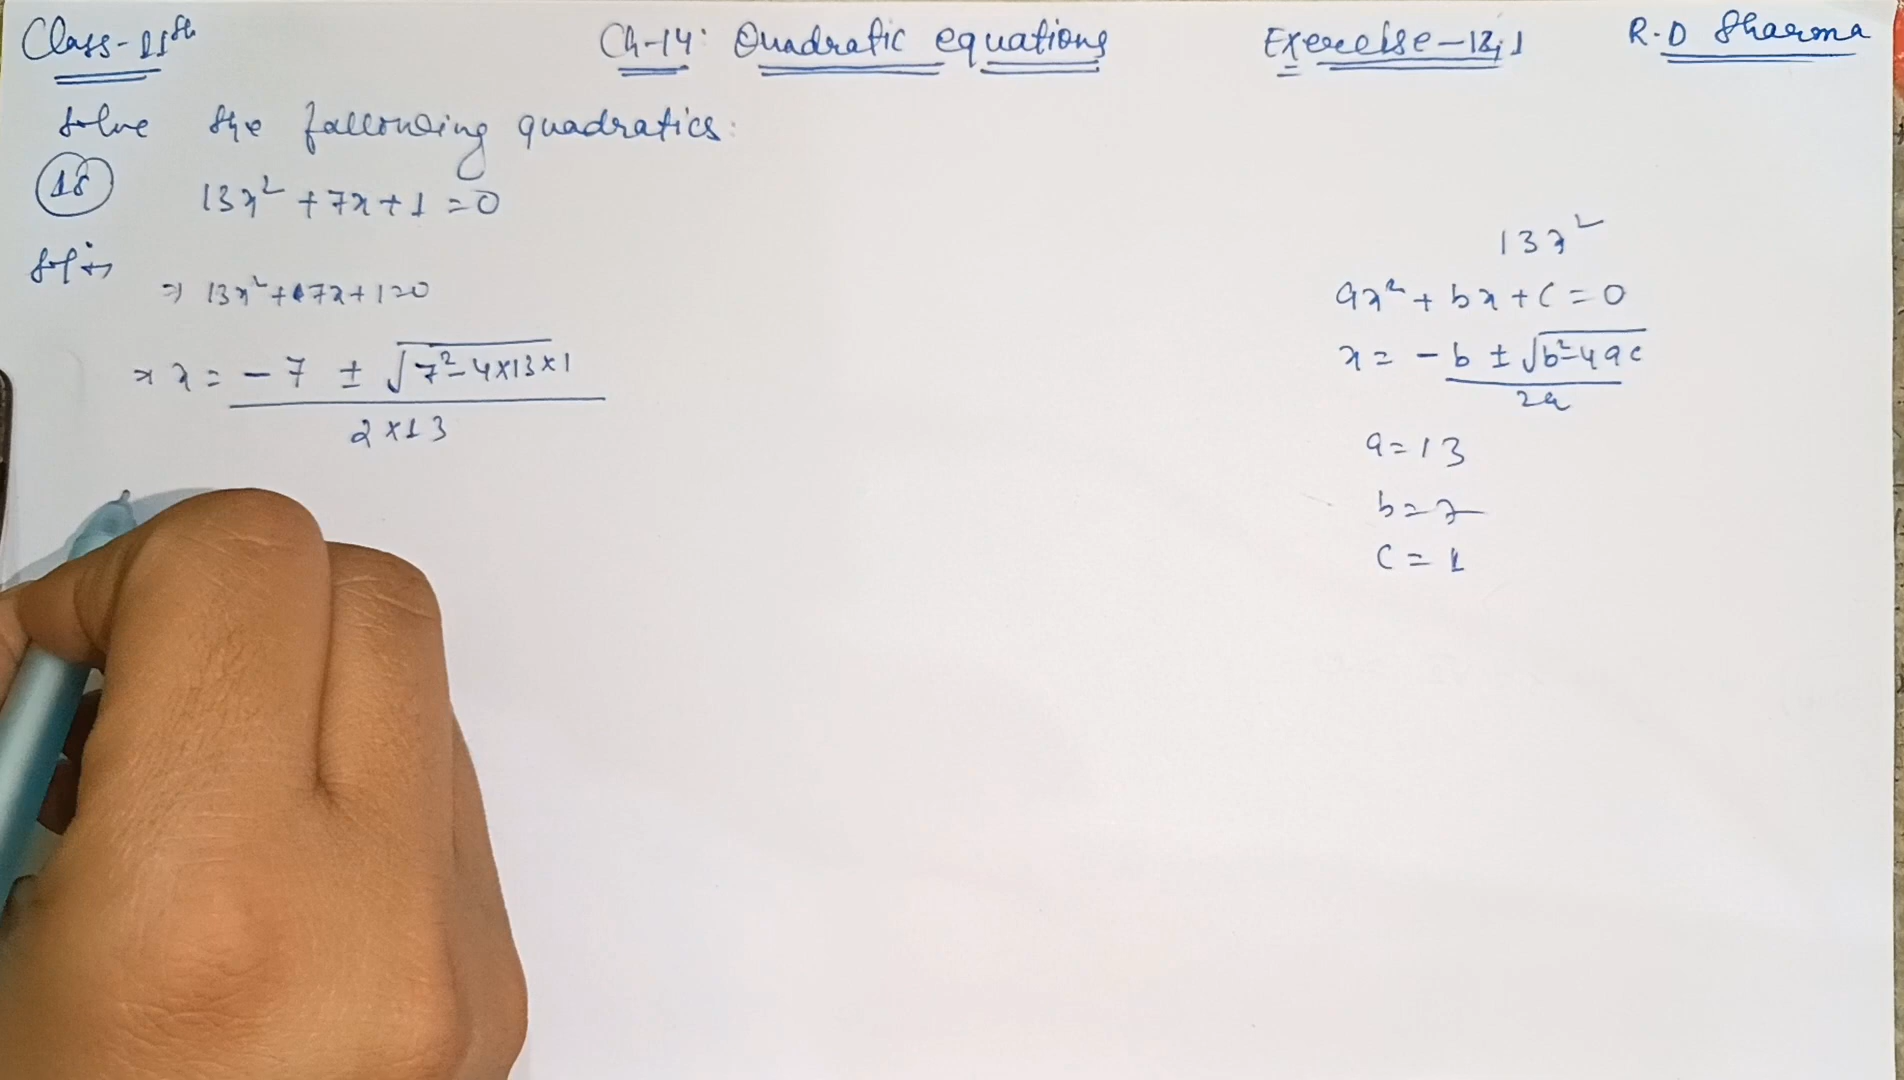 Class-11th Ch-14: Quadratic equations Exercise-13.1 R.D Sharma
Solve the following quadratics:
(18) 13x² + 7x + 1 = 0
Solⁿ
⇒ 13x² + 7x + 1 = 0
⇒ x = -7 ± √7² - 4×13×1
2×13
13x²
ax² + bx + c = 0
x = -b ± √b² - 4ac
2a
a = 13
b = 7
c = 1